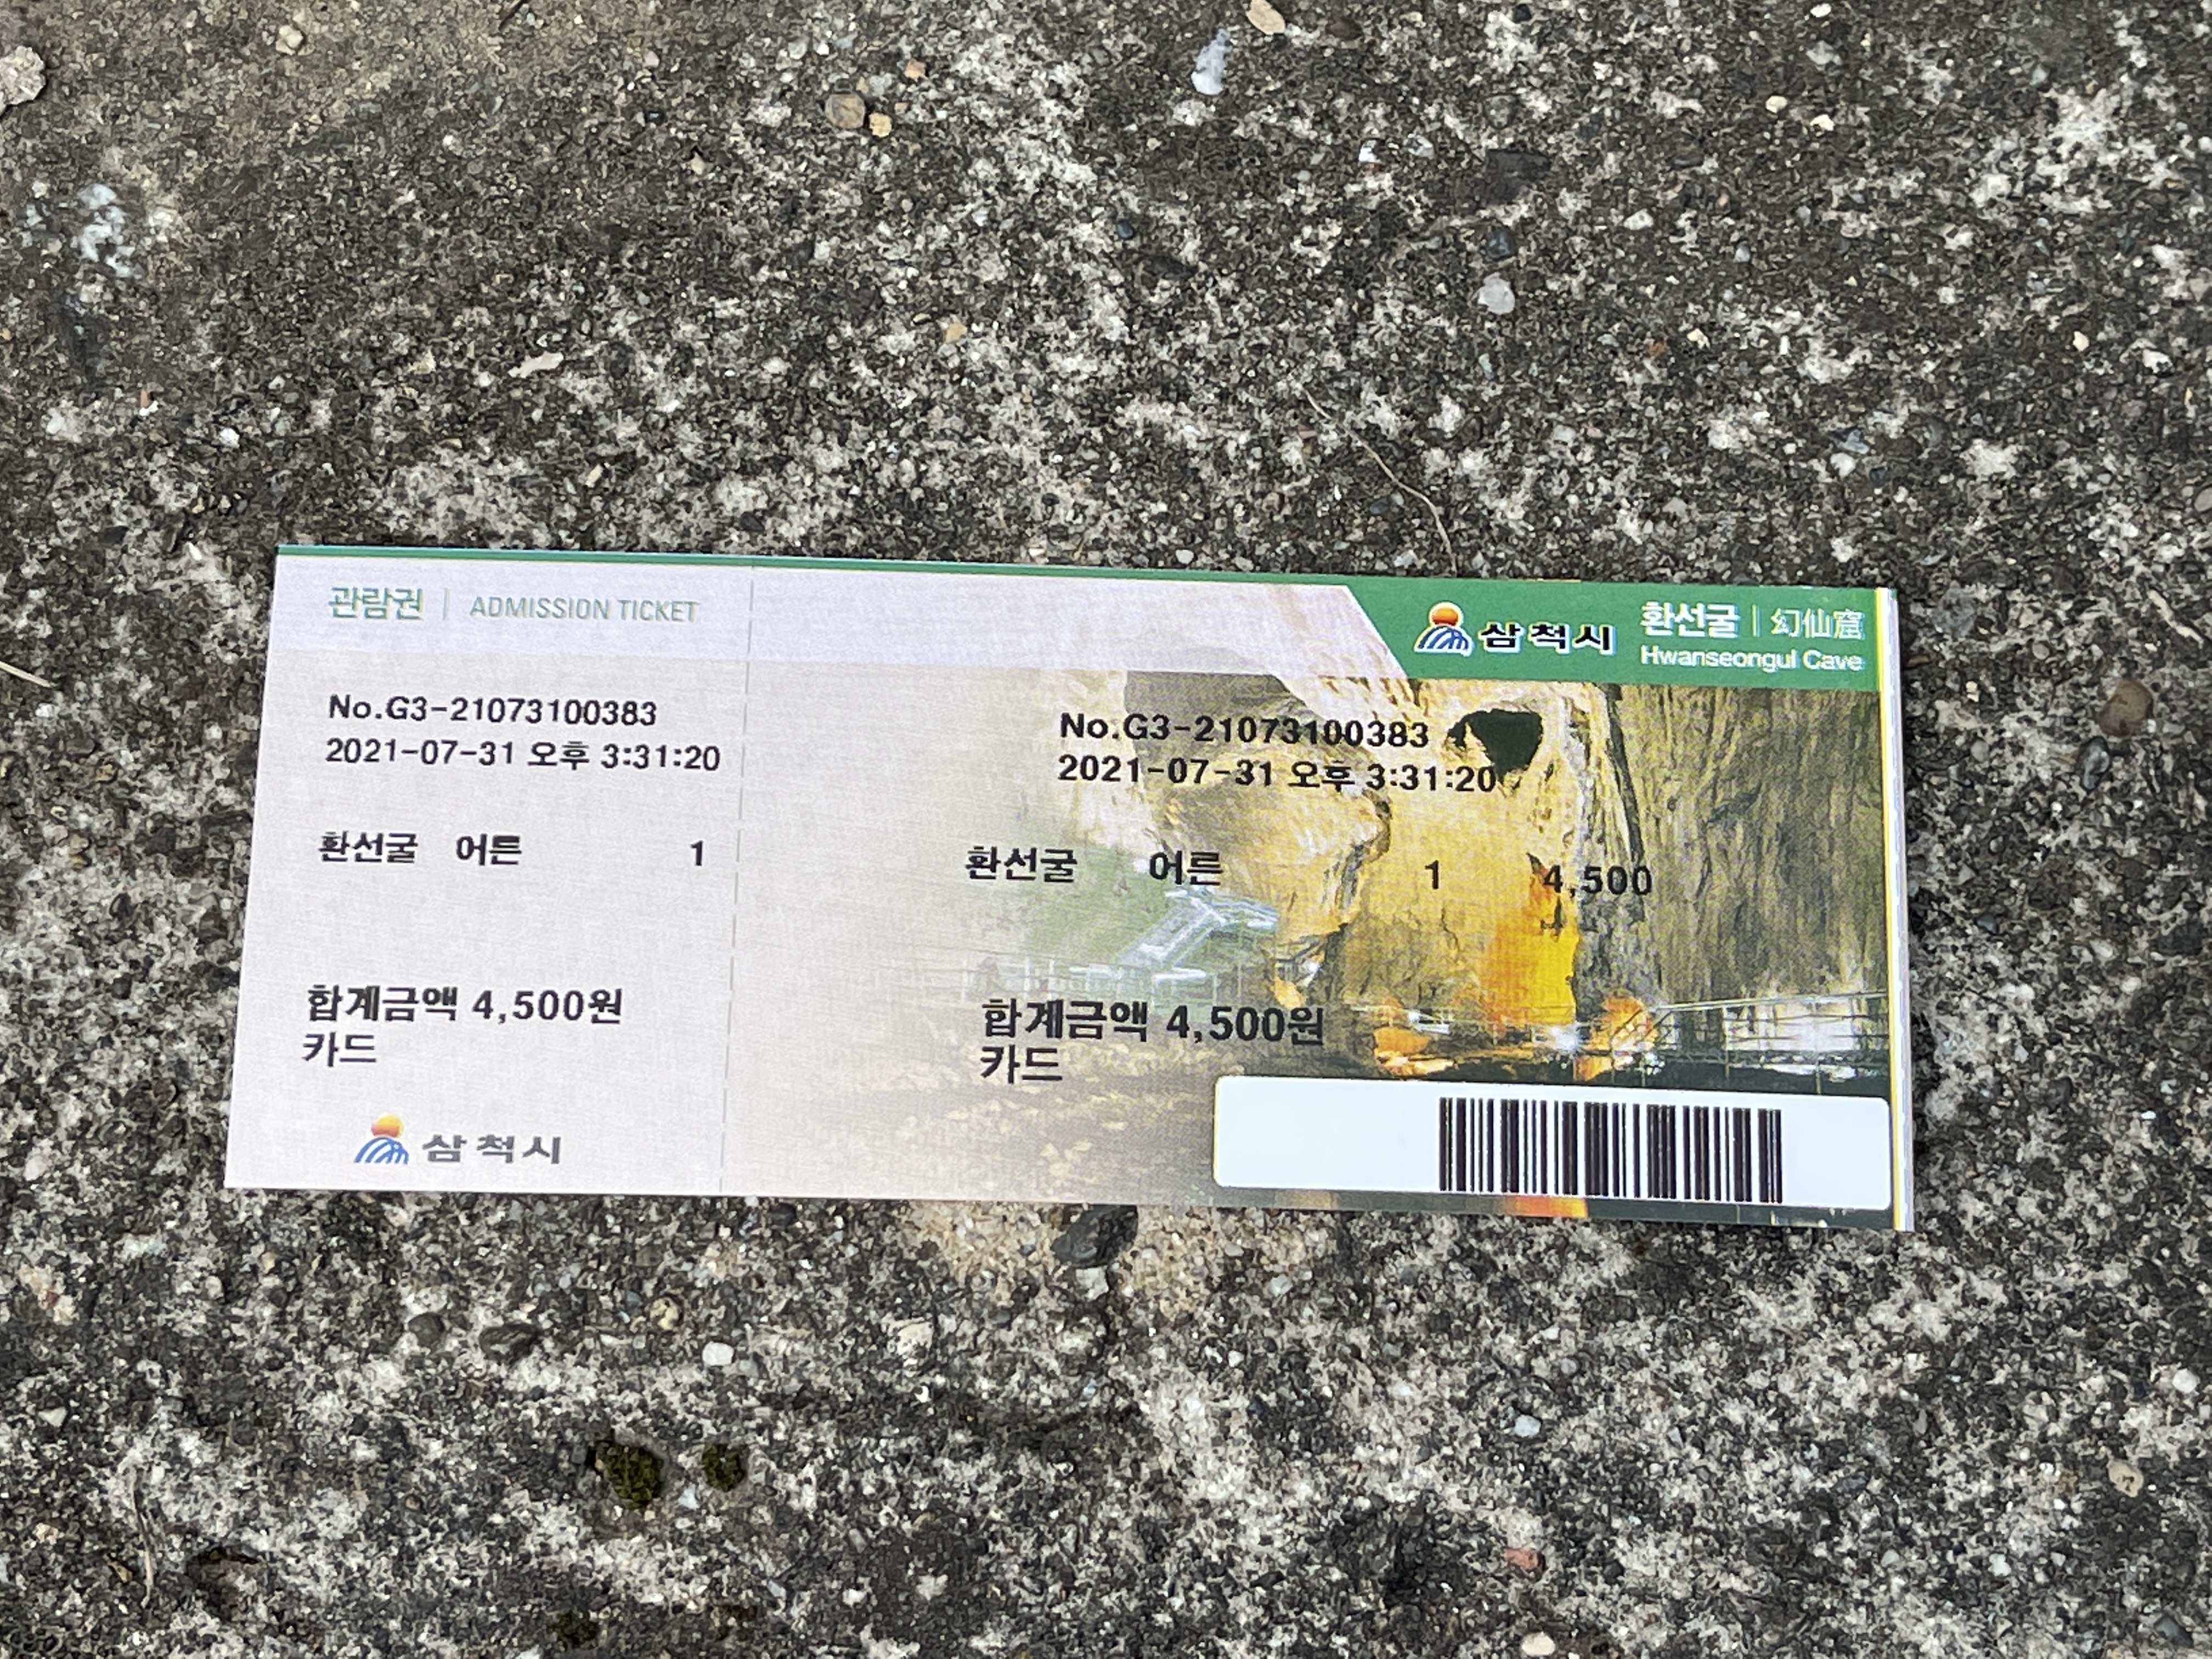 관람권 | ADMISSION TICKET
No.G3-21073100383
2021-07-31 오후 3:31:20
환선굴 어른 1
합계금액 4,500원
카드
삼척시
삼척시
환선굴 | 幻仙窟
Hwanseongul Cave
No.G3-21073100383
2021-07-31 오후 3:31:20
환선굴 어른 1 4,500
합계금액 4,500원
카드